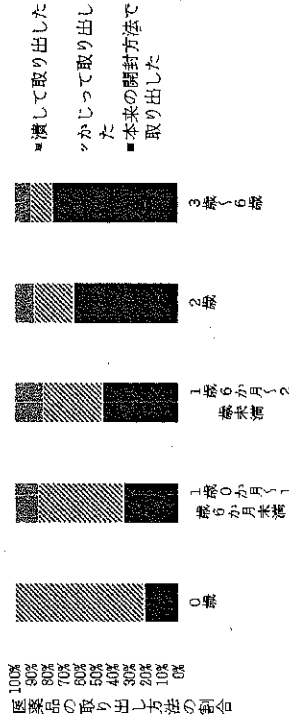 医薬品の取り出し方法の割合
100%
90%
80%
70%
60%
50%
40%
30%
20%
10%
0%
0歳
1歳0か月〜1
歳6か月未満
1歳6か月〜2
歳未満
2歳
3歳〜6歳
■潰して取り出した
かじって取り出し
た
■本来の開封方法で
取り出した